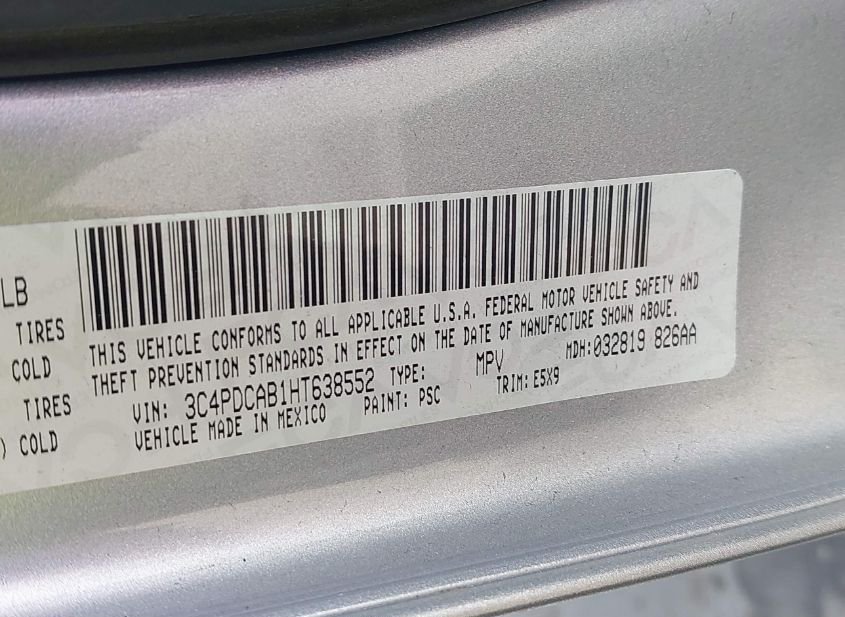 LB
TIRES
COLD
TIRES
) COLD
THIS VEHICLE CONFORMS TO ALL APPLICABLE U.S.A. FEDERAL MOTOR VEHICLE SAFETY AND
THEFT PREVENTION STANDARDS IN EFFECT ON THE DATE OF MANUFACTURE SHOWN ABOVE.
VIN: 3C4PDCAB1HT638552 TYPE: MPV MDH:032819 826AA
VEHICLE MADE IN MEXICO PAINT: PSC TRIM: E5X9